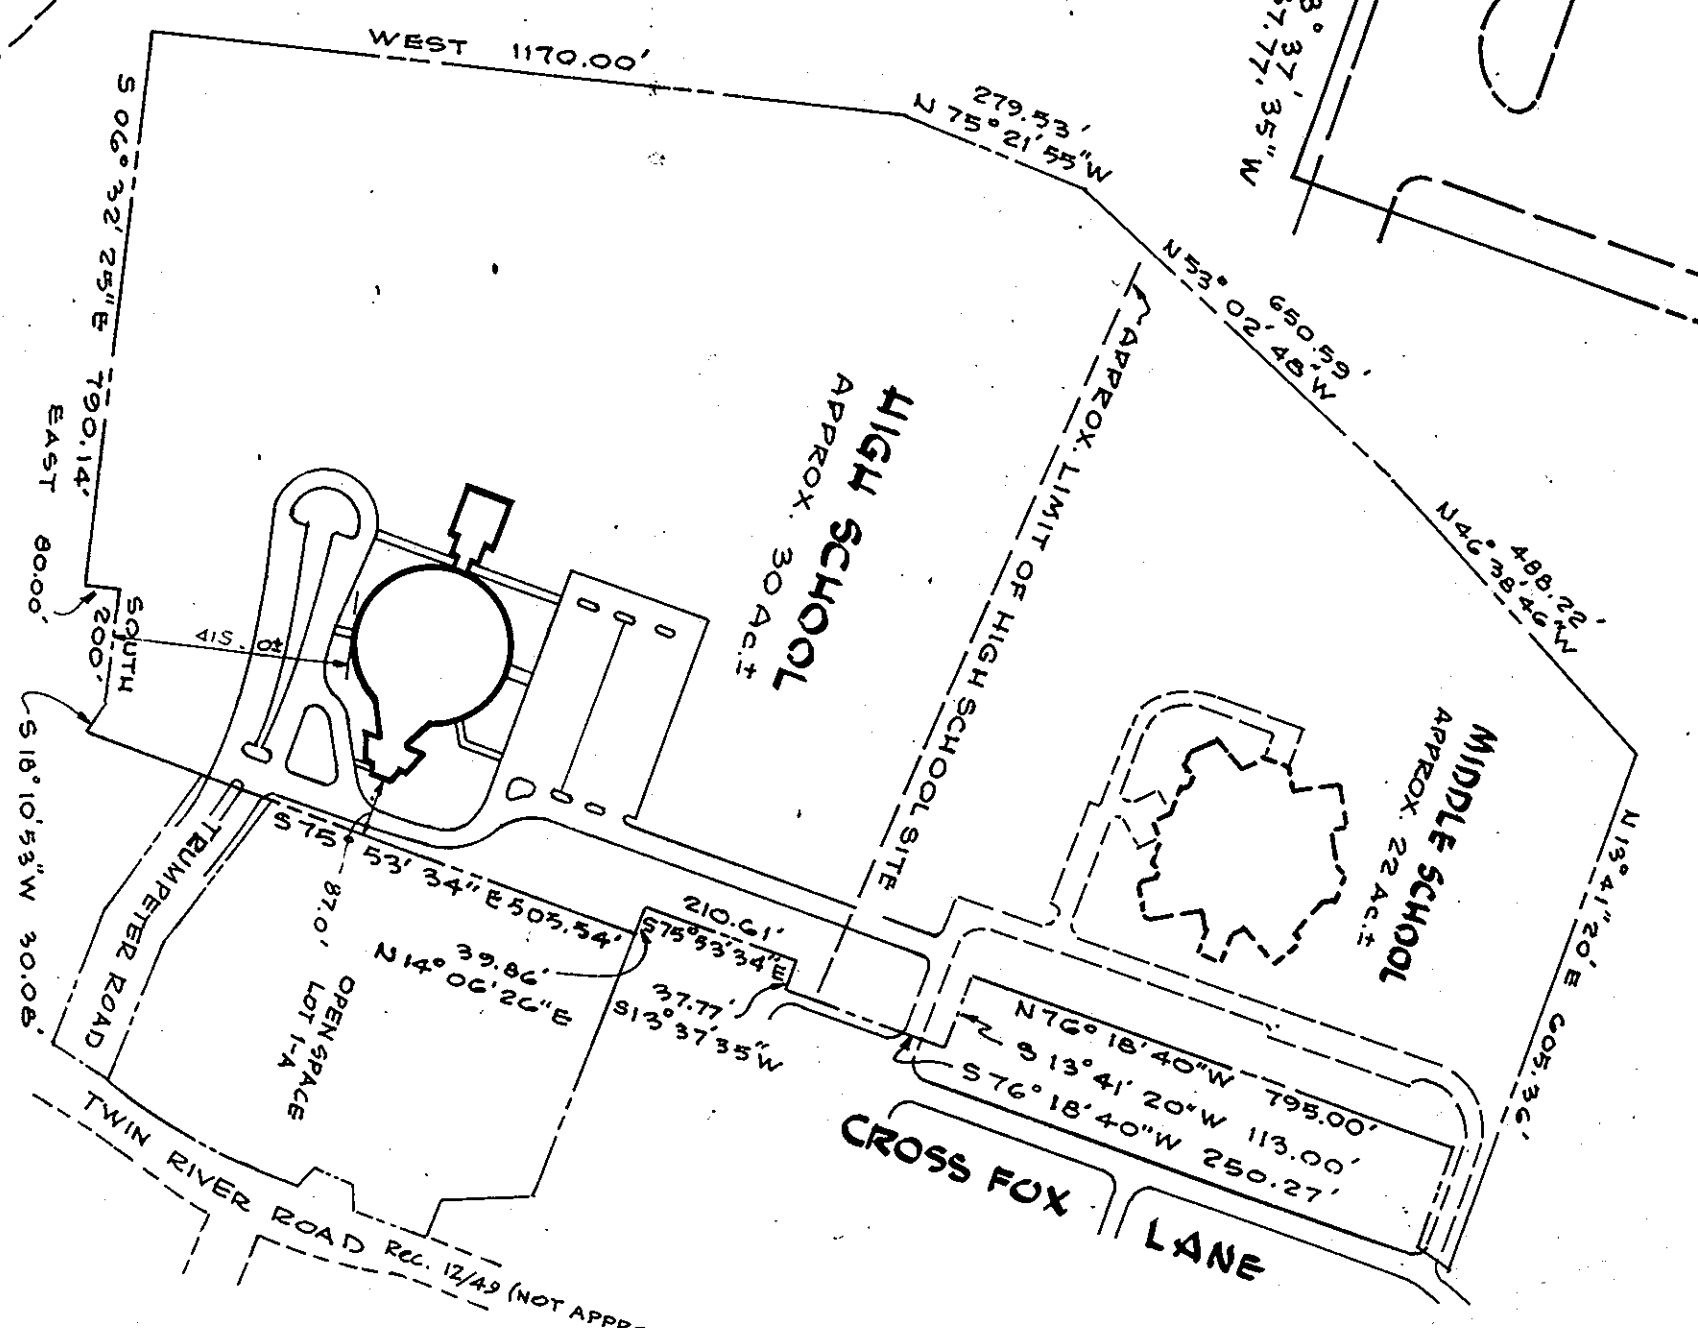 WEST 1170.00'
279.53'
N 75° 21' 55" W
37' 35" W
N 53° 02' 48" W
650.59'
N 46° 38' 46" W
488.22'
N 13° 41" 20' E 605.36'
S 06° 32' 25" E 790.14'
EAST 80.00'
SOUTH
200'
S 18° 10' 53" W 30.08'
415.0±
HIGH SCHOOL
APPROX. 30 AC.±
APPROX. LIMIT OF HIGH SCHOOL SITE
MIDDLE SCHOOL
APPROX. 22 AC.±
S 75° 53' 34" E 503.54'
87.0'
210.61'
S75°53'34"E
39.86'
N 14° 06' 26" E
37.77'
S13°37'35"W
N 76° 18' 40" W 795.00'
S 13° 41' 20" W 113.00'
S 76° 18' 40" W 250.27'
TRUMPETER ROAD
OPEN SPACE
LOT 1-A
CROSS FOX LANE
TWIN RIVER ROAD REC. 12/49 (NOT